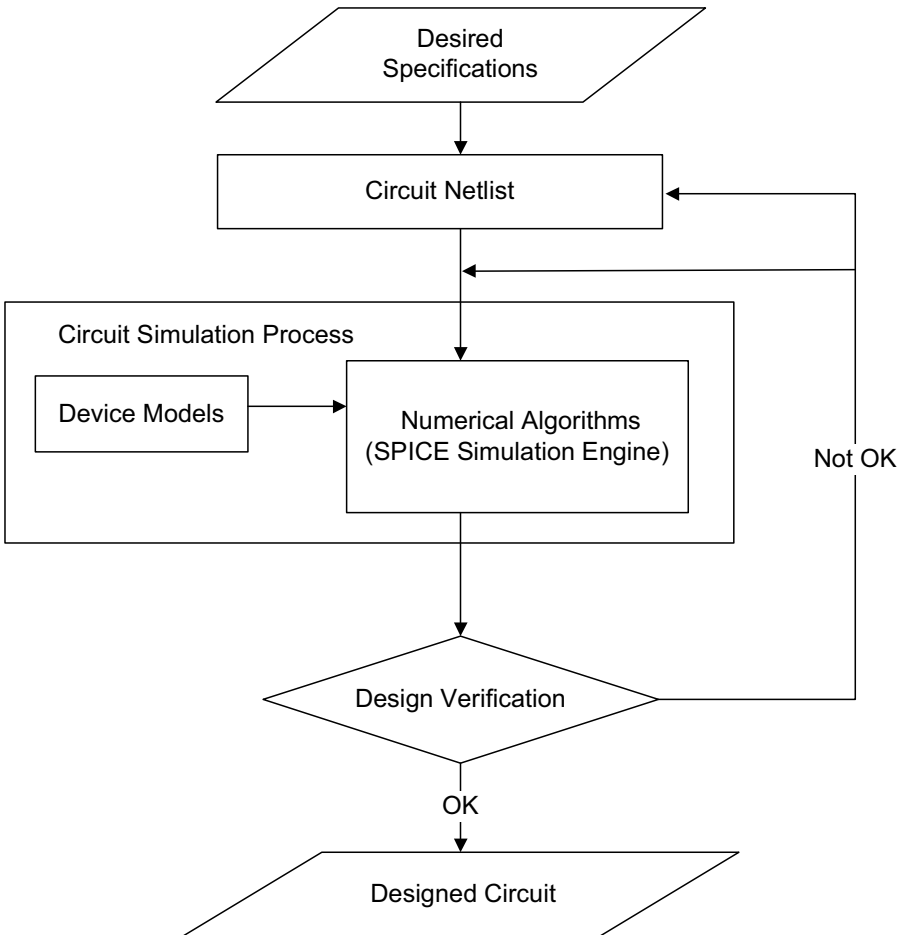 Desired
Specifications
Circuit Netlist
Circuit Simulation Process
Device Models
Numerical Algorithms
(SPICE Simulation Engine)
Not OK
Design Verification
OK
Designed Circuit